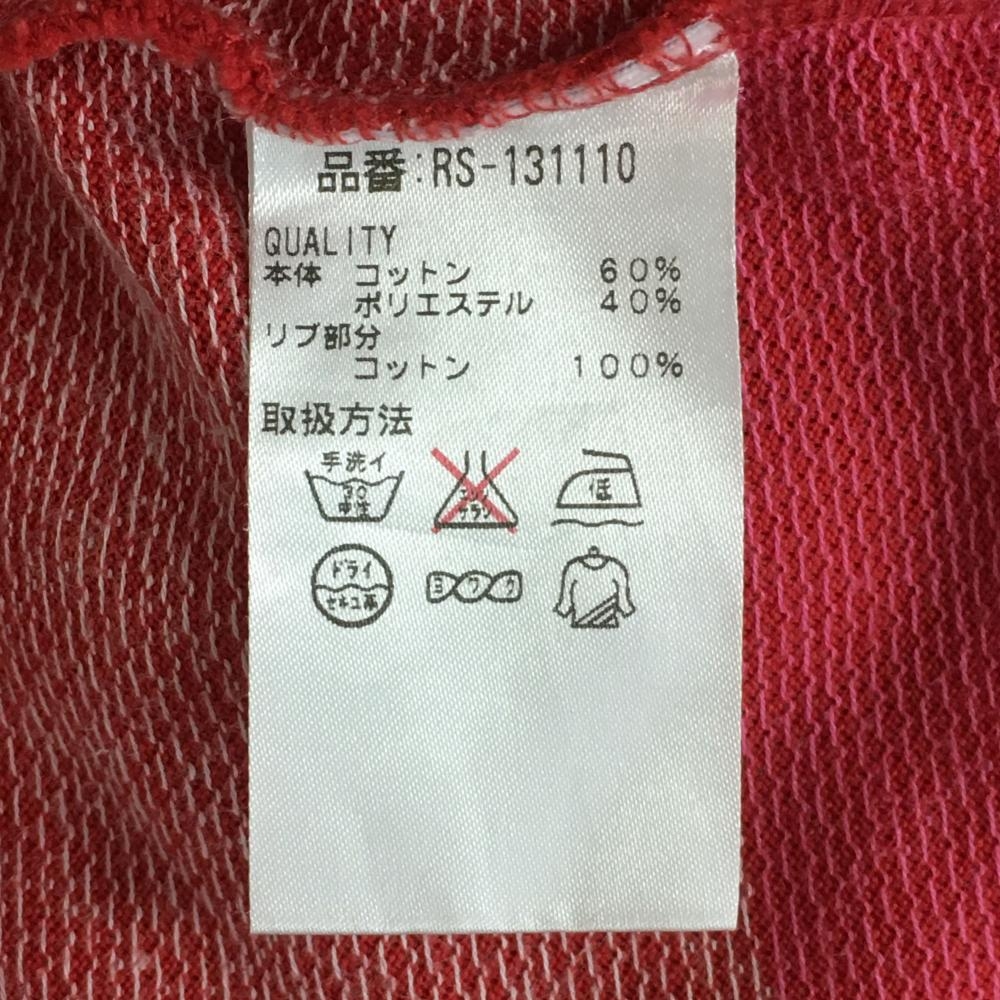 品番:RS-131110
QUALITY
本体 コットン 60%
ポリエステル 40%
リブ部分
コットン 100%
取扱方法
手洗イ
30
中性
エンソ
サラシ
低
ドライ
セキユ系
ヨワク